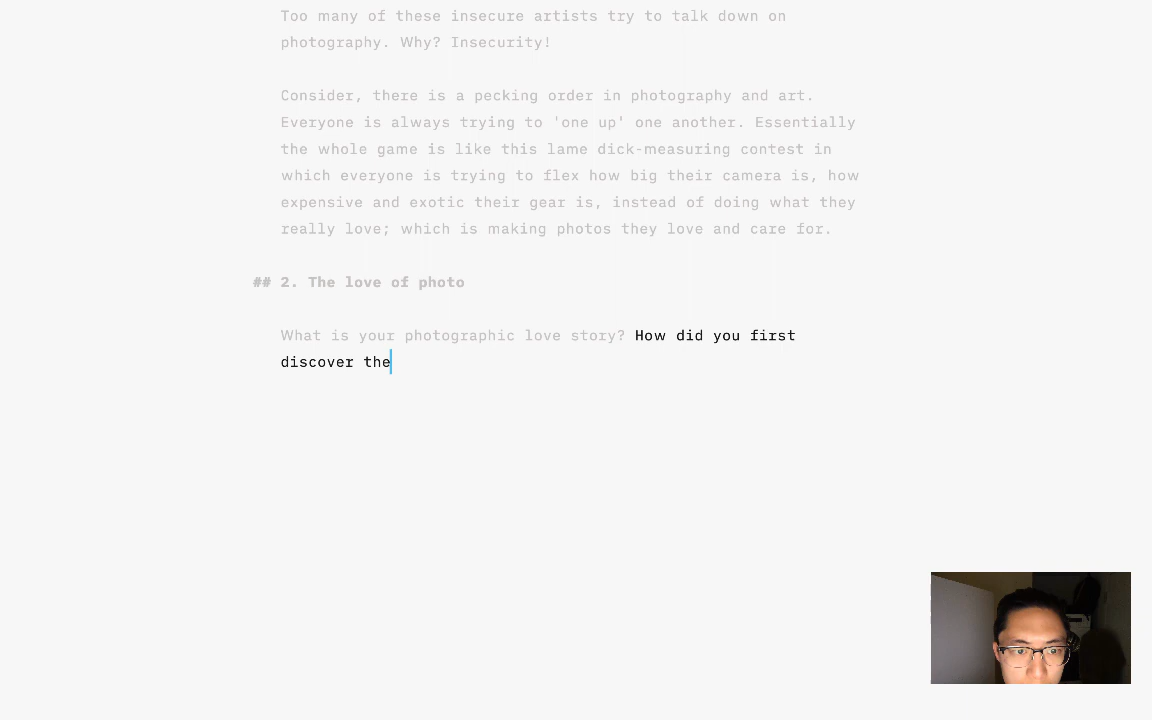 Too many of these insecure artists try to talk down on
photography. Why? Insecurity!
Consider, there is a pecking order in photography and art.
Everyone is always trying to 'one up' one another. Essentially
the whole game is like this lame dick-measuring contest in
which everyone is trying to flex how big their camera is, how
expensive and exotic their gear is, instead of doing what they
really love; which is making photos they love and care for.
## 2. The love of photo
What is your photographic love story? How did you first
discover the